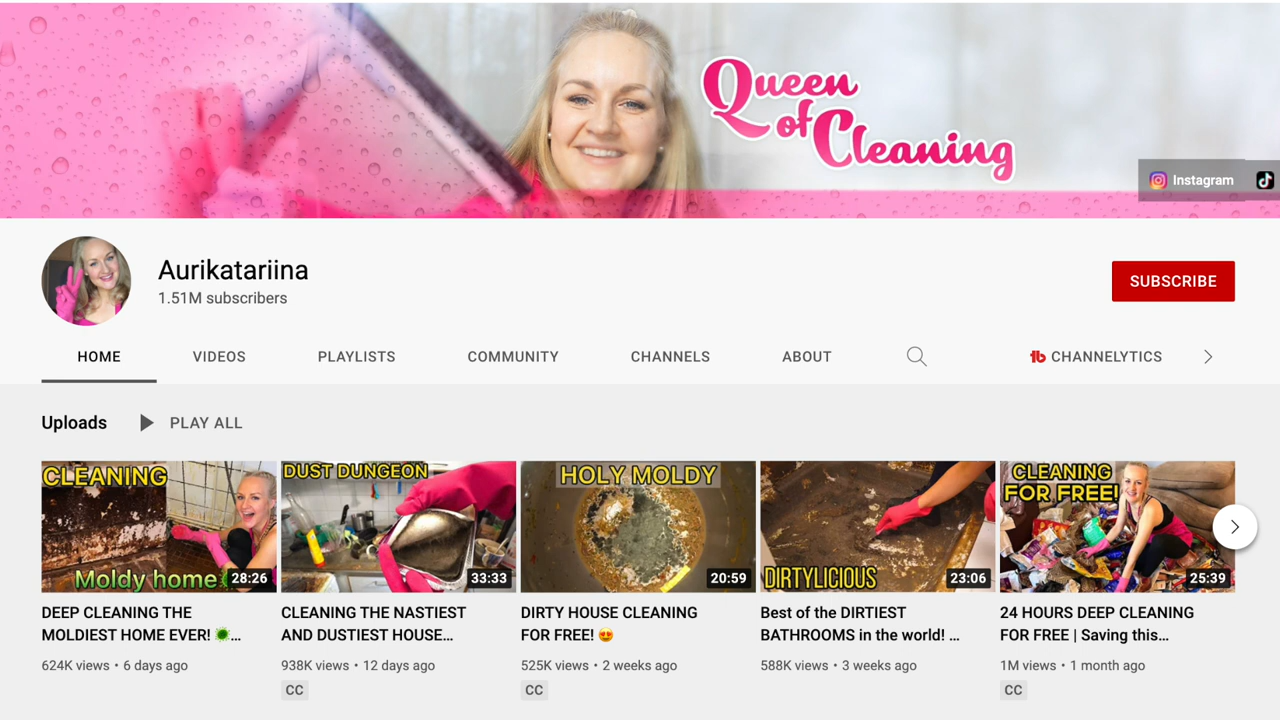 Queen
of Cleaning
Instagram
Aurikatariina
1.51M subscribers
SUBSCRIBE
HOME VIDEOS PLAYLISTS COMMUNITY CHANNELS ABOUT CHANNELYTICS
Uploads PLAY ALL
CLEANING
Moldy home
28:26
DUST DUNGEON
33:33
HOLY MOLDY
20:59
DIRTYLICIOUS
23:06
CLEANING
FOR FREE!
25:39
DEEP CLEANING THE
MOLDIEST HOME EVER! 🦠...
624K views • 6 days ago
CLEANING THE NASTIEST
AND DUSTIEST HOUSE...
938K views • 12 days ago
CC
DIRTY HOUSE CLEANING
FOR FREE! 😍
525K views • 2 weeks ago
CC
Best of the DIRTIEST
BATHROOMS in the world! ...
588K views • 3 weeks ago
24 HOURS DEEP CLEANING
FOR FREE | Saving this...
1M views • 1 month ago
CC